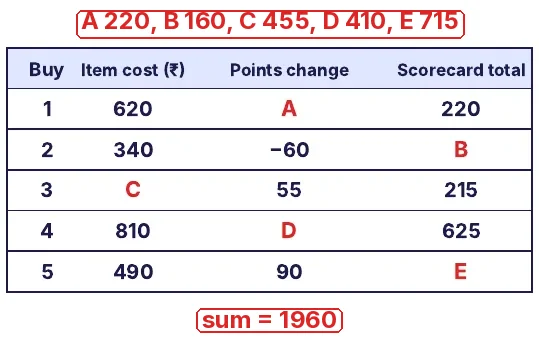 A 220, B 160, C 455, D 410, E 715
Buy Item cost (₹) Points change Scorecard total
1 620 A 220
2 340 −60 B
3 C 55 215
4 810 D 625
5 490 90 E
sum = 1960